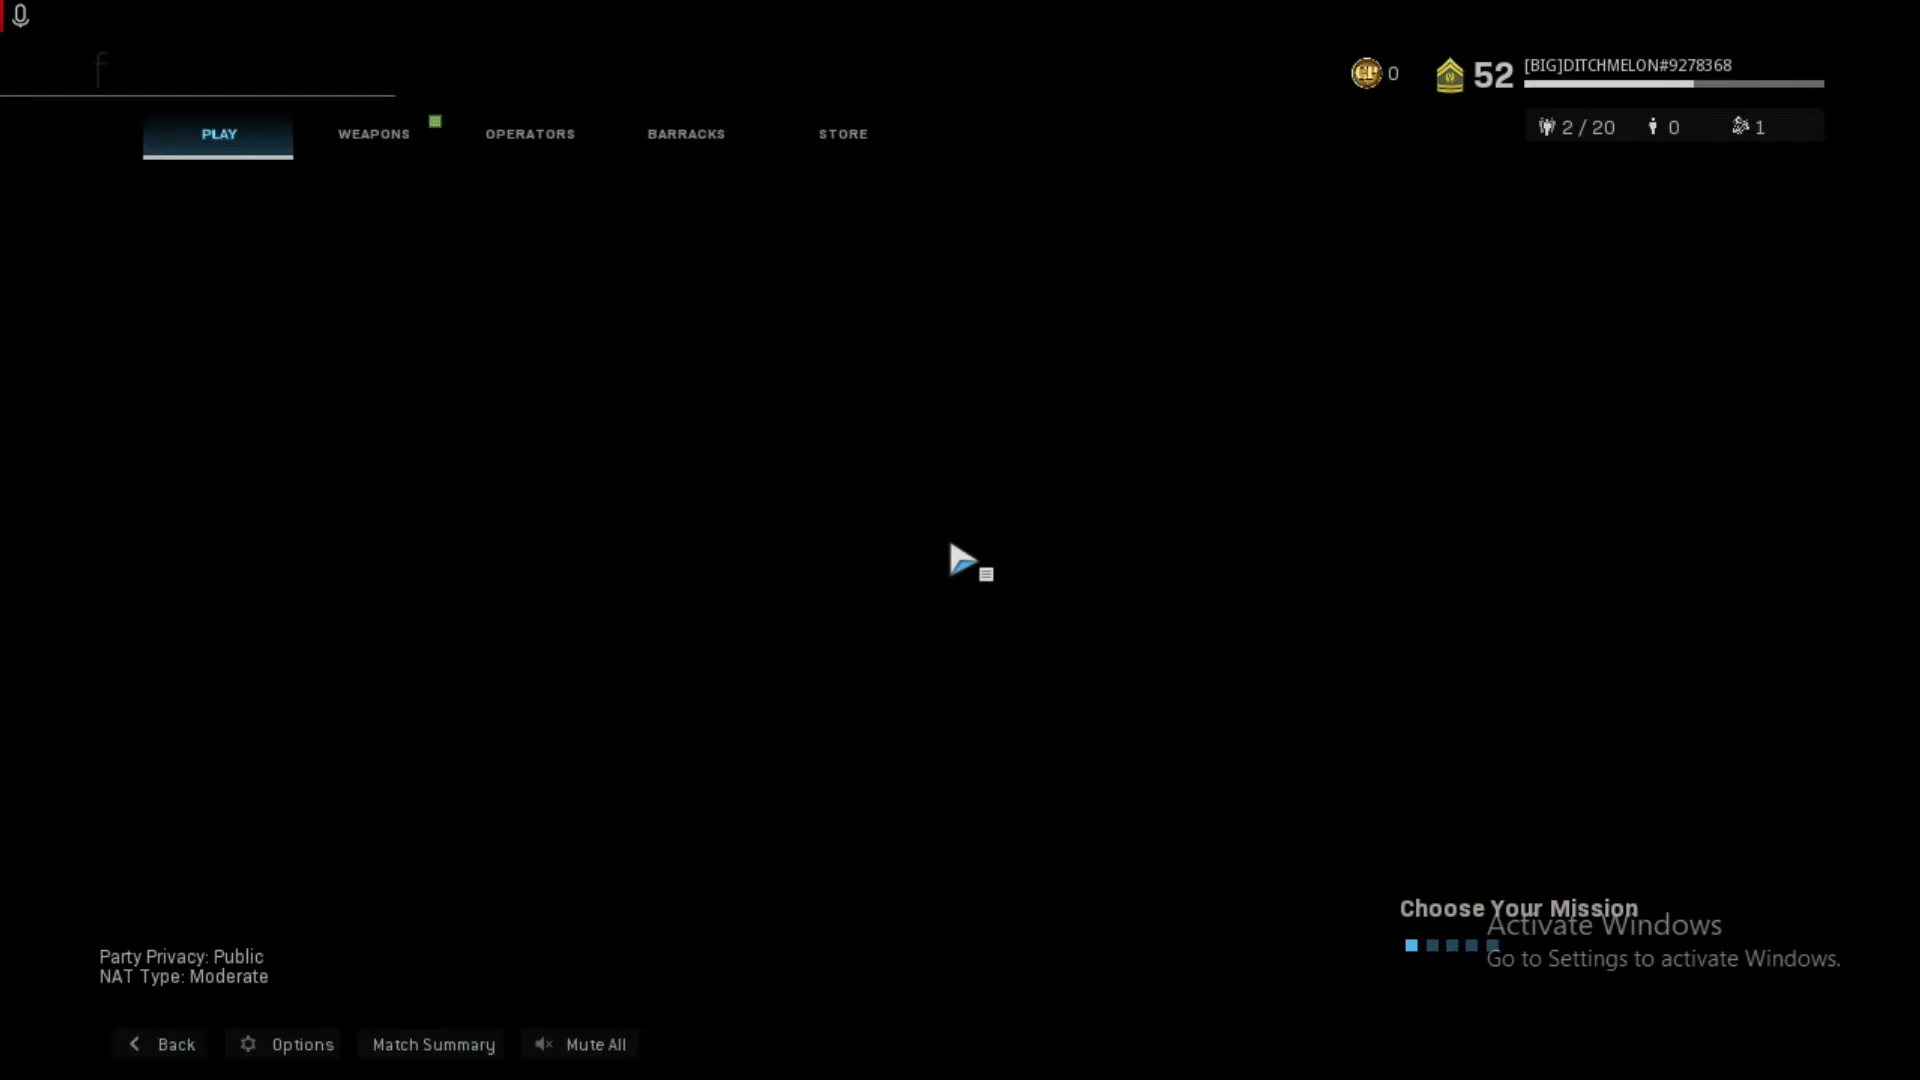 f
CP 0
52
[BIG]DITCHMELON#9278368
PLAY
WEAPONS
OPERATORS
BARRACKS
STORE
2 / 20
0
1
Choose Your Mission
Activate Windows
Go to Settings to activate Windows.
Party Privacy: Public
NAT Type: Moderate
Back
Options
Match Summary
Mute All